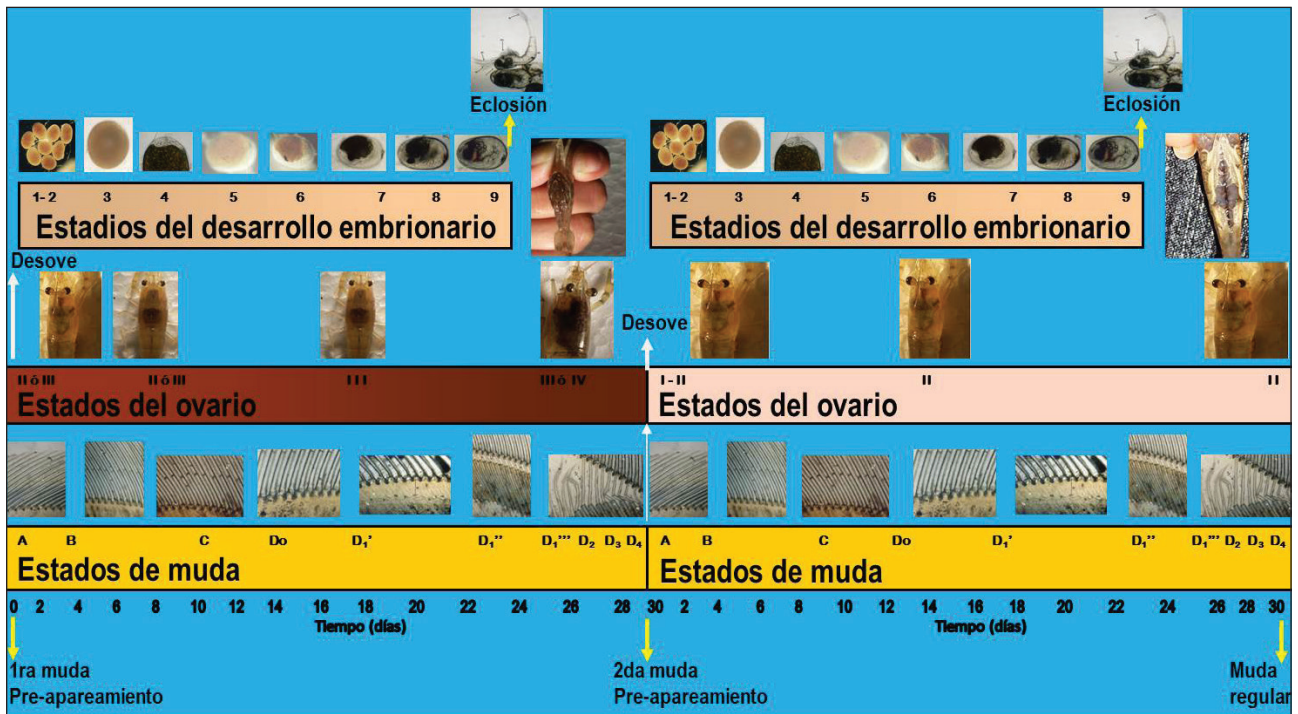 Eclosión Eclosión
1-2 3 4 5 6 7 8 9 1-2 3 4 5 6 7 8 9
Estadios del desarrollo embrionario Estadios del desarrollo embrionario
Desove
Desove
II ó III II ó III III III ó IV I - II II II
Estados del ovario Estados del ovario
A B C Do D₁' D₁'' D₁''' D₂ D₃ D₄ A B C Do D₁' D₁'' D₁''' D₂ D₃ D₄
Estados de muda Estados de muda
0 2 4 6 8 10 12 14 16 18 20 22 24 26 28 30 2 4 6 8 10 12 14 16 18 20 22 24 26 28 30
Tiempo (días) Tiempo (días)
1ra muda 2da muda Muda
Pre-apareamiento Pre-apareamiento regular